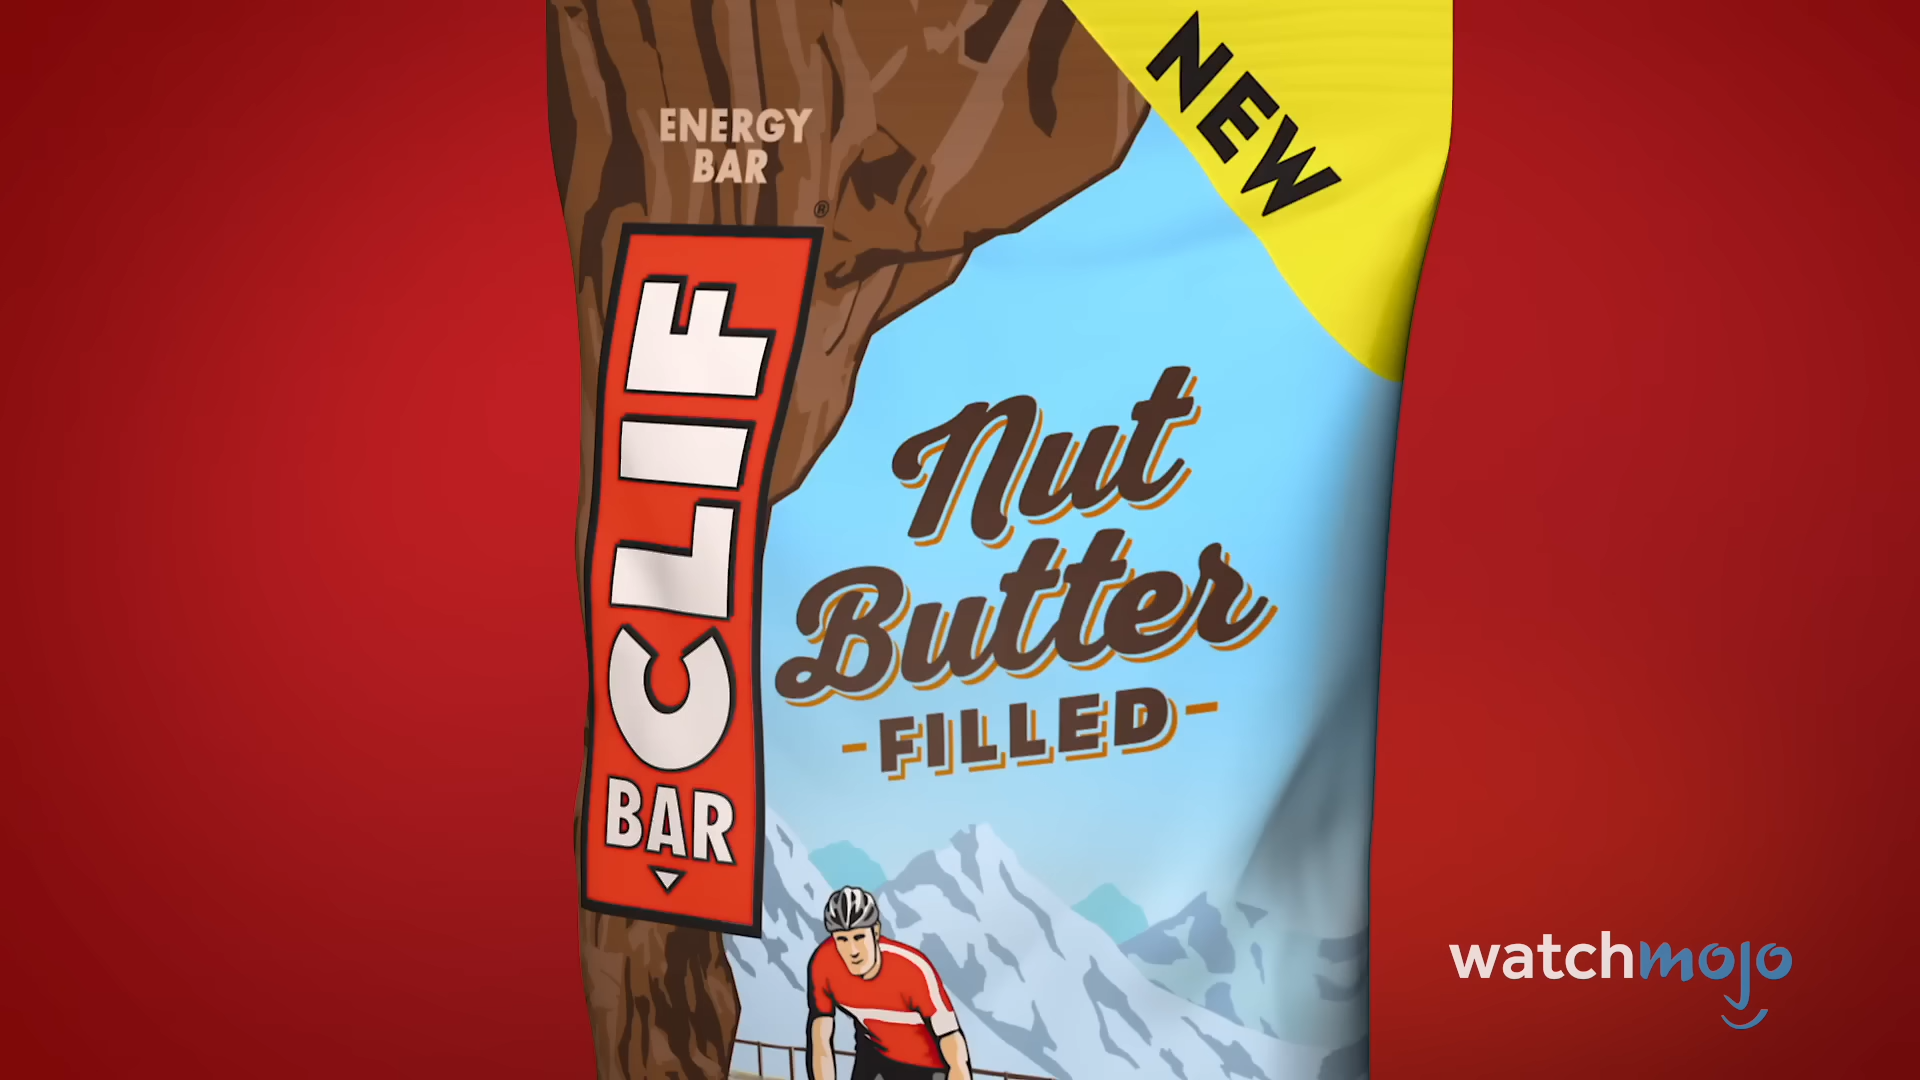 NEW
ENERGY
BAR
®
CLIF
BAR
Nut
Butter
-FILLED-
watchmojo